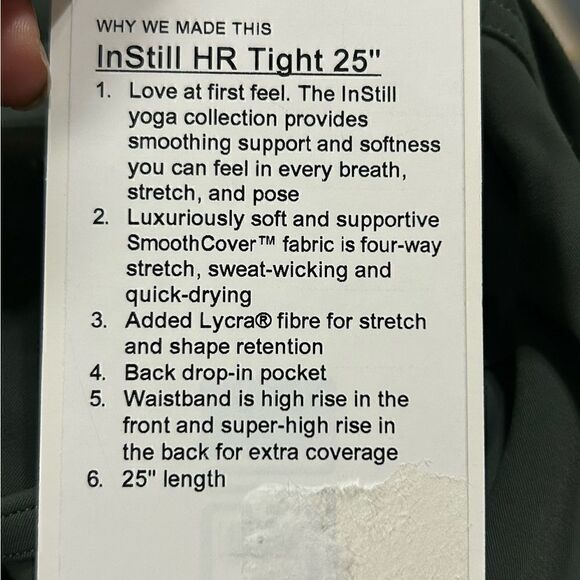 WHY WE MADE THIS
InStill HR Tight 25"
1. Love at first feel. The InStill
yoga collection provides
smoothing support and softness
you can feel in every breath,
stretch, and pose
2. Luxuriously soft and supportive
SmoothCover™ fabric is four-way
stretch, sweat-wicking and
quick-drying
3. Added Lycra® fibre for stretch
and shape retention
4. Back drop-in pocket
5. Waistband is high rise in the
front and super-high rise in
the back for extra coverage
6. 25" length